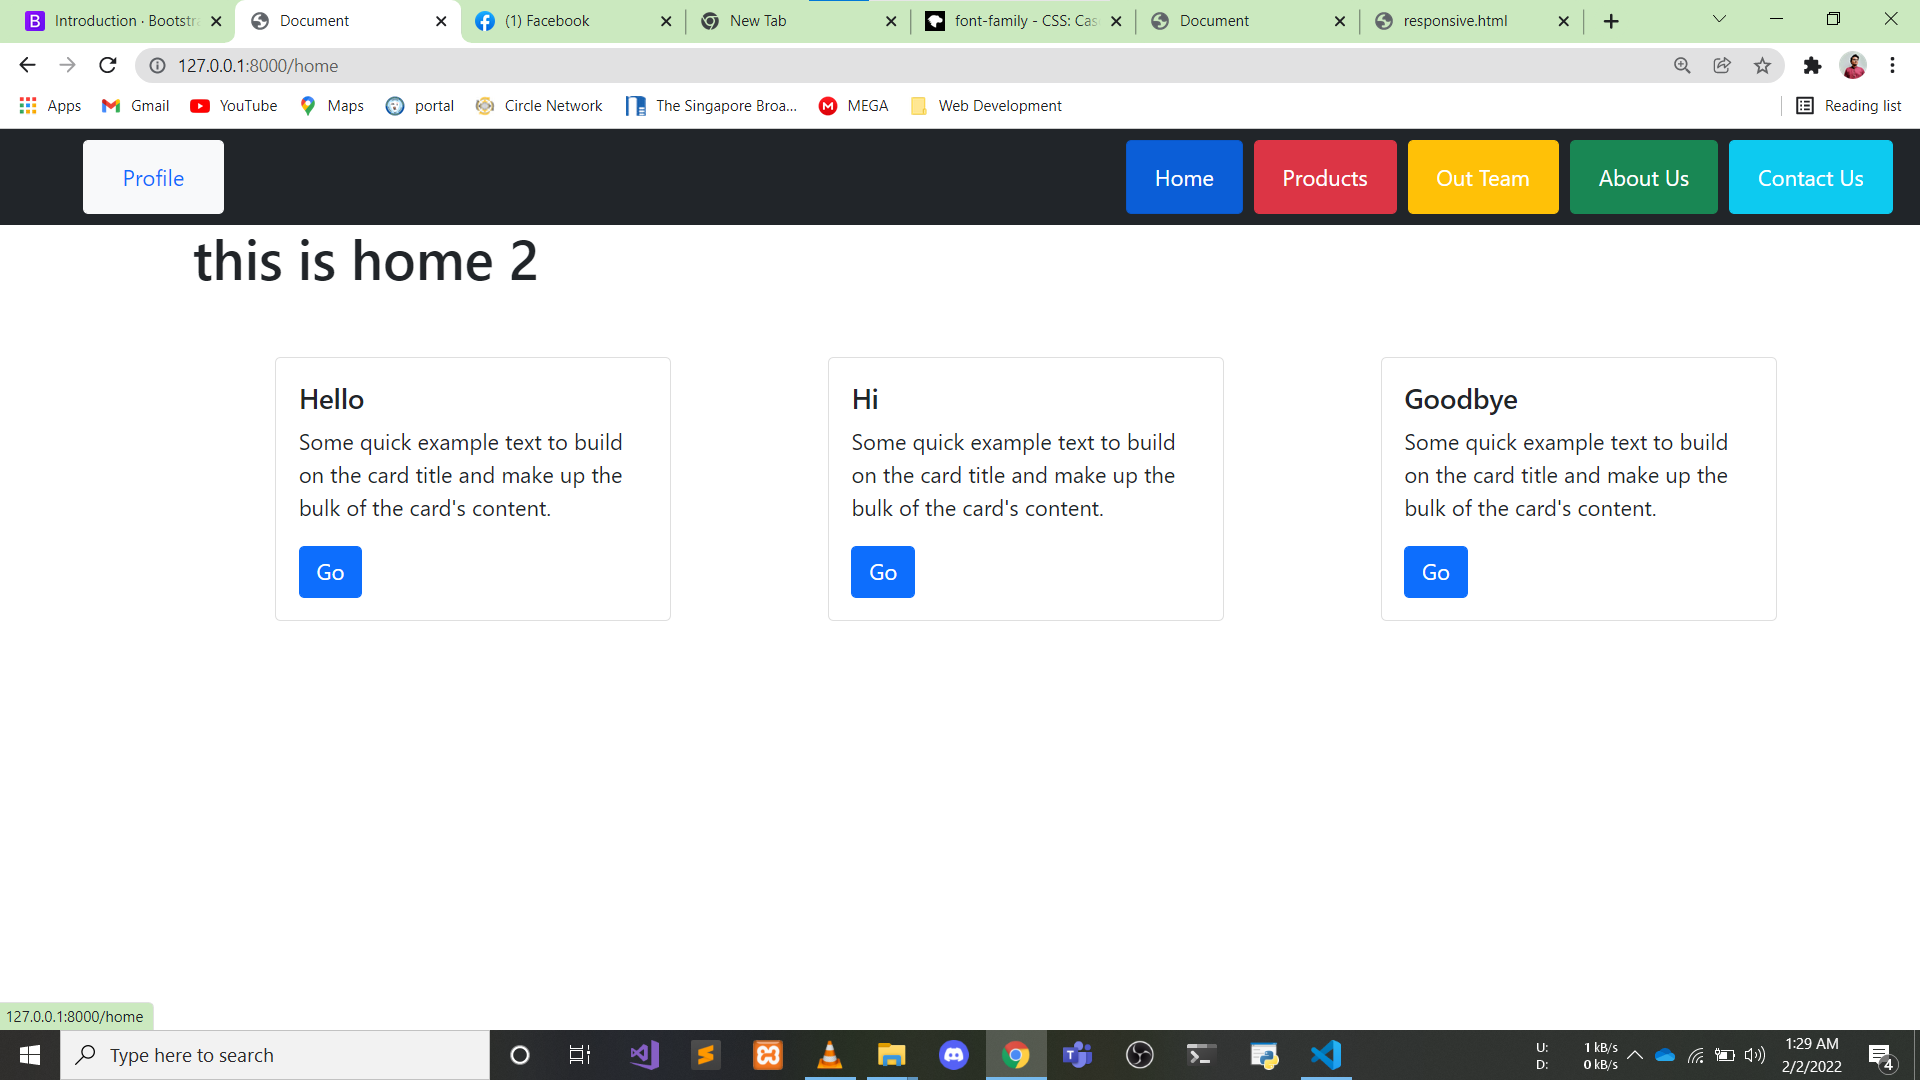 Introduction · Bootstra
Document
(1) Facebook
New Tab
font-family - CSS: Cas
Document
responsive.html
127.0.0.1:8000/home
Apps
Gmail
YouTube
Maps
portal
Circle Network
The Singapore Broa...
MEGA
Web Development
Reading list
Profile
Home
Products
Out Team
About Us
Contact Us
this is home 2
Hello
Some quick example text to build
on the card title and make up the
bulk of the card's content.
Go
Hi
Some quick example text to build
on the card title and make up the
bulk of the card's content.
Go
Goodbye
Some quick example text to build
on the card title and make up the
bulk of the card's content.
Go
127.0.0.1:8000/home
Type here to search
U: 1 kB/s
D: 0 kB/s
1:29 AM
2/2/2022
4